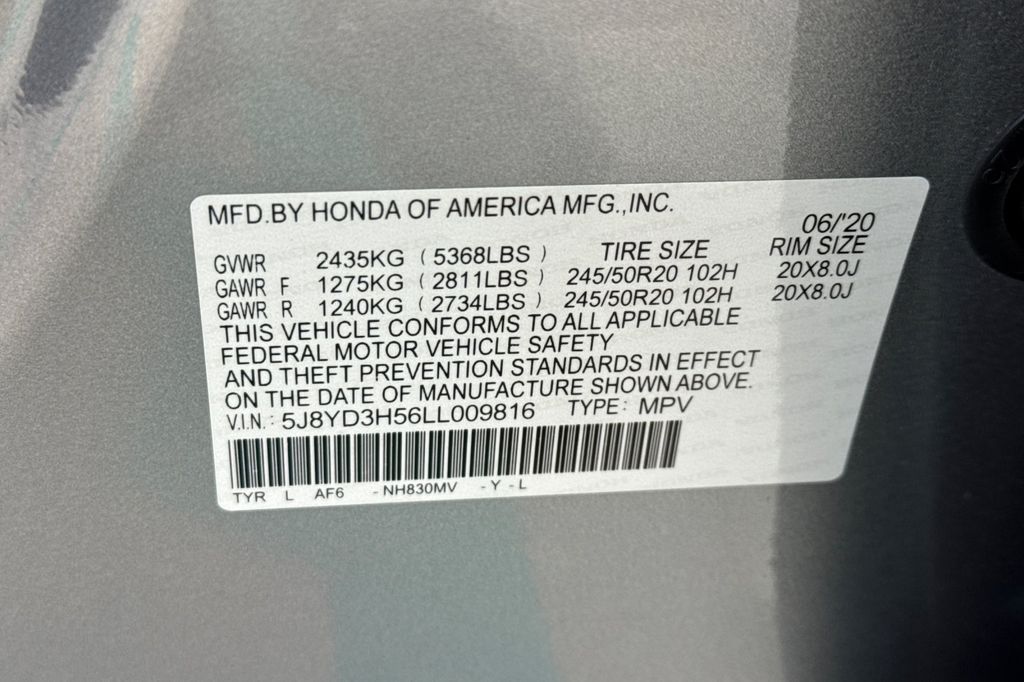 MFD.BY HONDA OF AMERICA MFG.,INC.
06/'20
GVWR 2435KG ( 5368LBS ) TIRE SIZE RIM SIZE
GAWR F 1275KG ( 2811LBS ) 245/50R20 102H 20X8.0J
GAWR R 1240KG ( 2734LBS ) 245/50R20 102H 20X8.0J
THIS VEHICLE CONFORMS TO ALL APPLICABLE
FEDERAL MOTOR VEHICLE SAFETY
AND THEFT PREVENTION STANDARDS IN EFFECT
ON THE DATE OF MANUFACTURE SHOWN ABOVE.
V.I.N.: 5J8YD3H56LL009816 TYPE: MPV
TYR L AF6 -NH830MV -Y-L